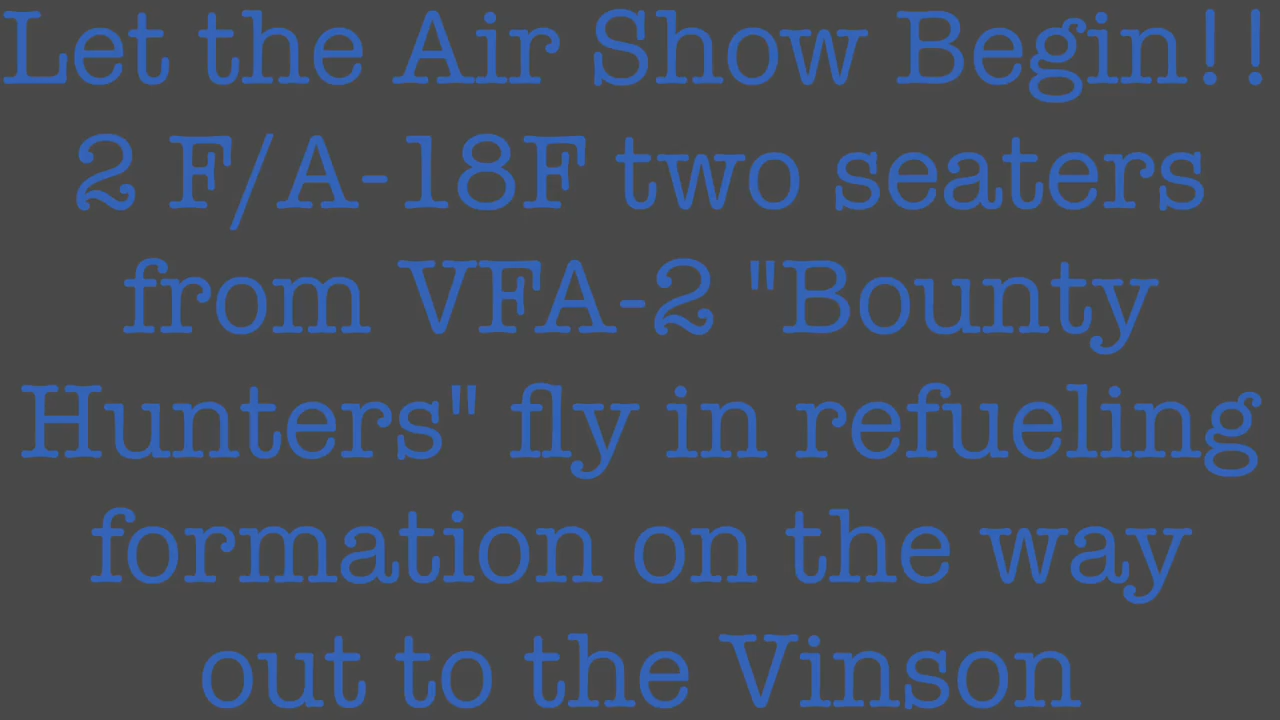 Let the Air Show Begin!!
2 F/A-18F two seaters
from VFA-2 "Bounty
Hunters" fly in refueling
formation on the way
out to the Vinson